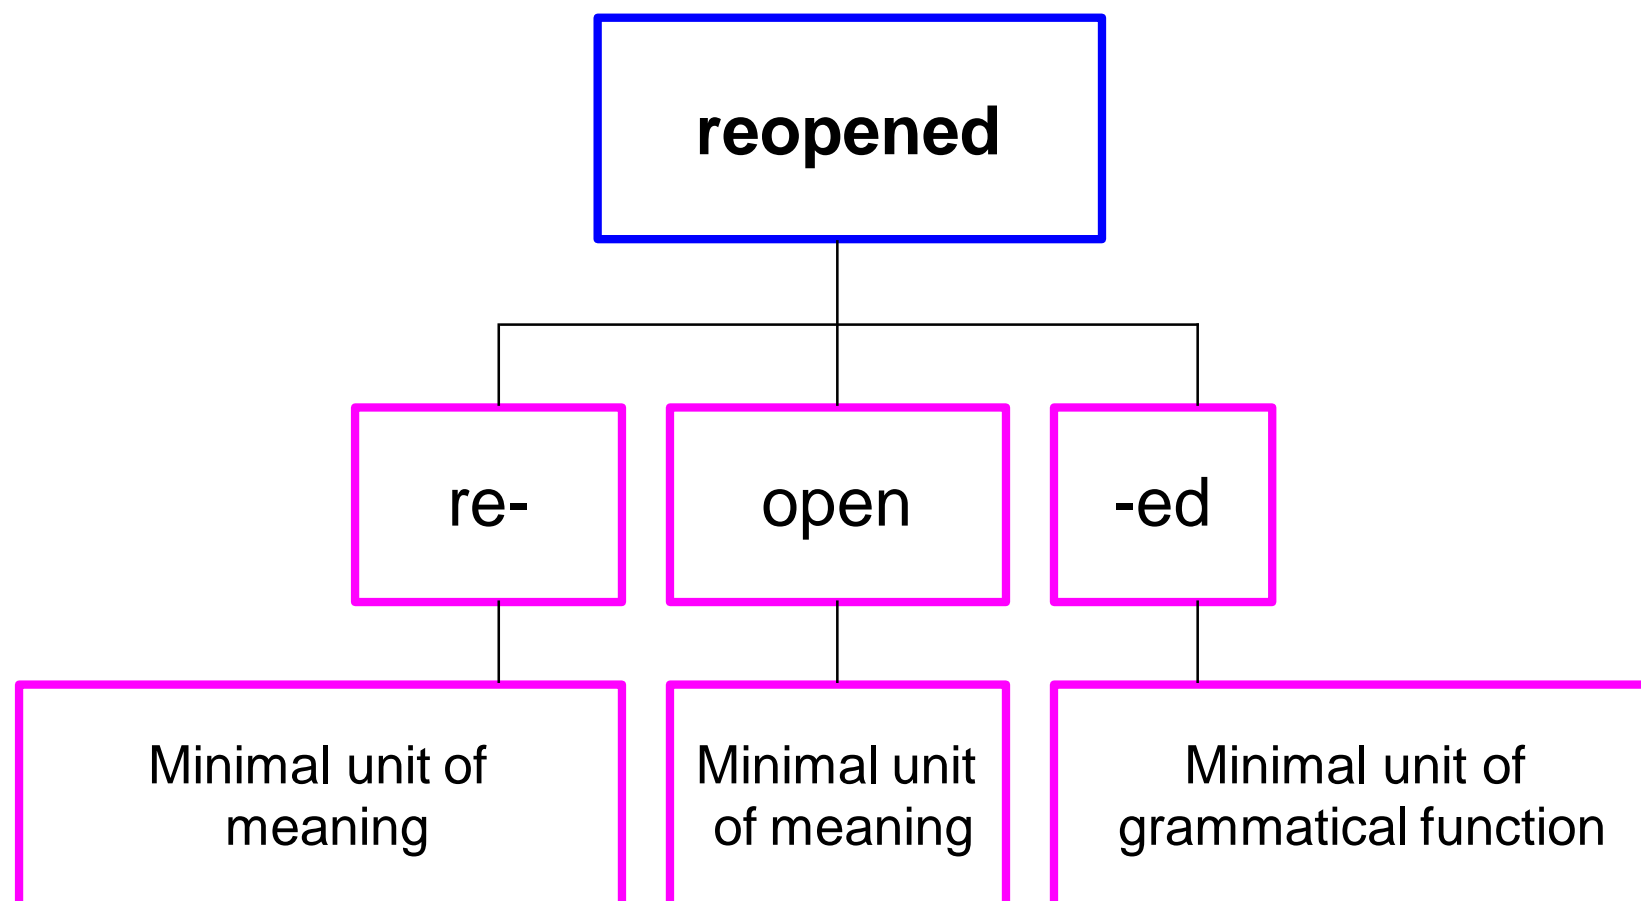 reopened
re-
open
-ed
Minimal unit of
meaning
Minimal unit
of meaning
Minimal unit of
grammatical function